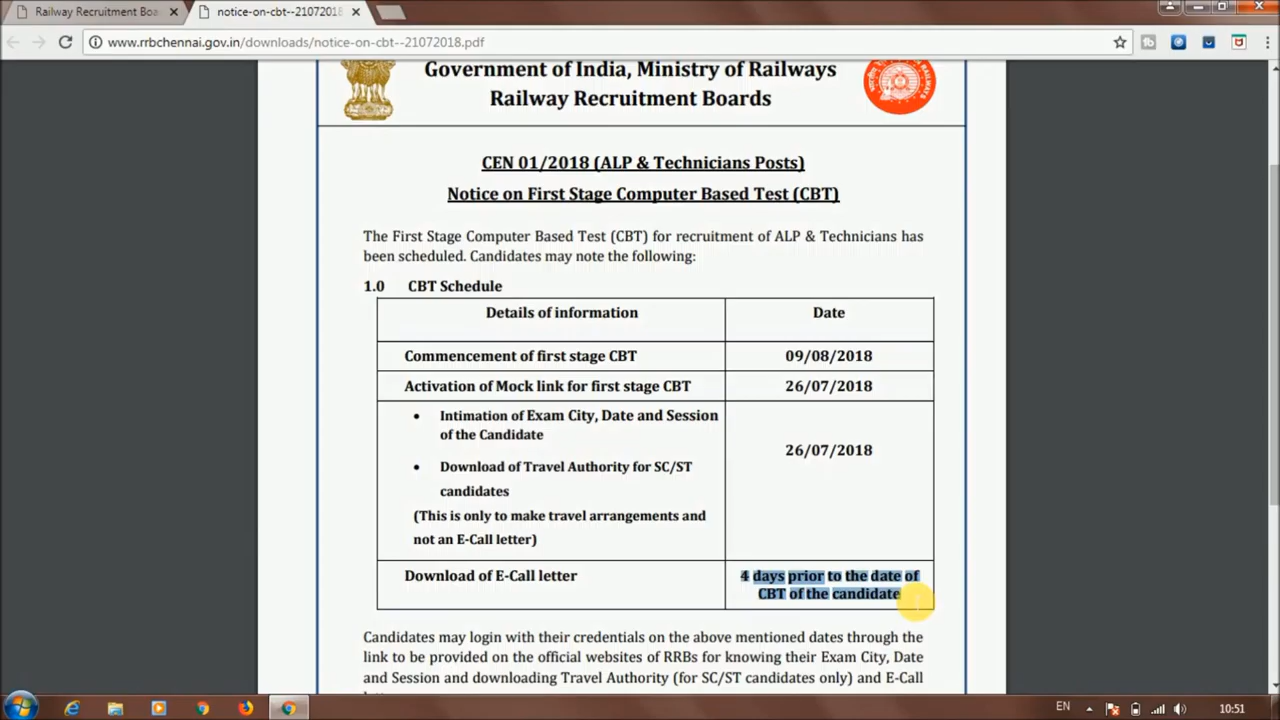 Railway Recruitment Boa
notice-on-cbt--21072018
www.rrbchennai.gov.in/downloads/notice-on-cbt--21072018.pdf
Government of India, Ministry of Railways
Railway Recruitment Boards
CEN 01/2018 (ALP & Technicians Posts)
Notice on First Stage Computer Based Test (CBT)
The First Stage Computer Based Test (CBT) for recruitment of ALP & Technicians has
been scheduled. Candidates may note the following:
1.0 CBT Schedule
Details of information Date
Commencement of first stage CBT 09/08/2018
Activation of Mock link for first stage CBT 26/07/2018
• Intimation of Exam City, Date and Session
of the Candidate
26/07/2018
• Download of Travel Authority for SC/ST
candidates
(This is only to make travel arrangements and
not an E-Call letter)
Download of E-Call letter 4 days prior to the date of
CBT of the candidate
Candidates may login with their credentials on the above mentioned dates through the
link to be provided on the official websites of RRBs for knowing their Exam City, Date
and Session and downloading Travel Authority (for SC/ST candidates only) and E-Call
EN 10:51